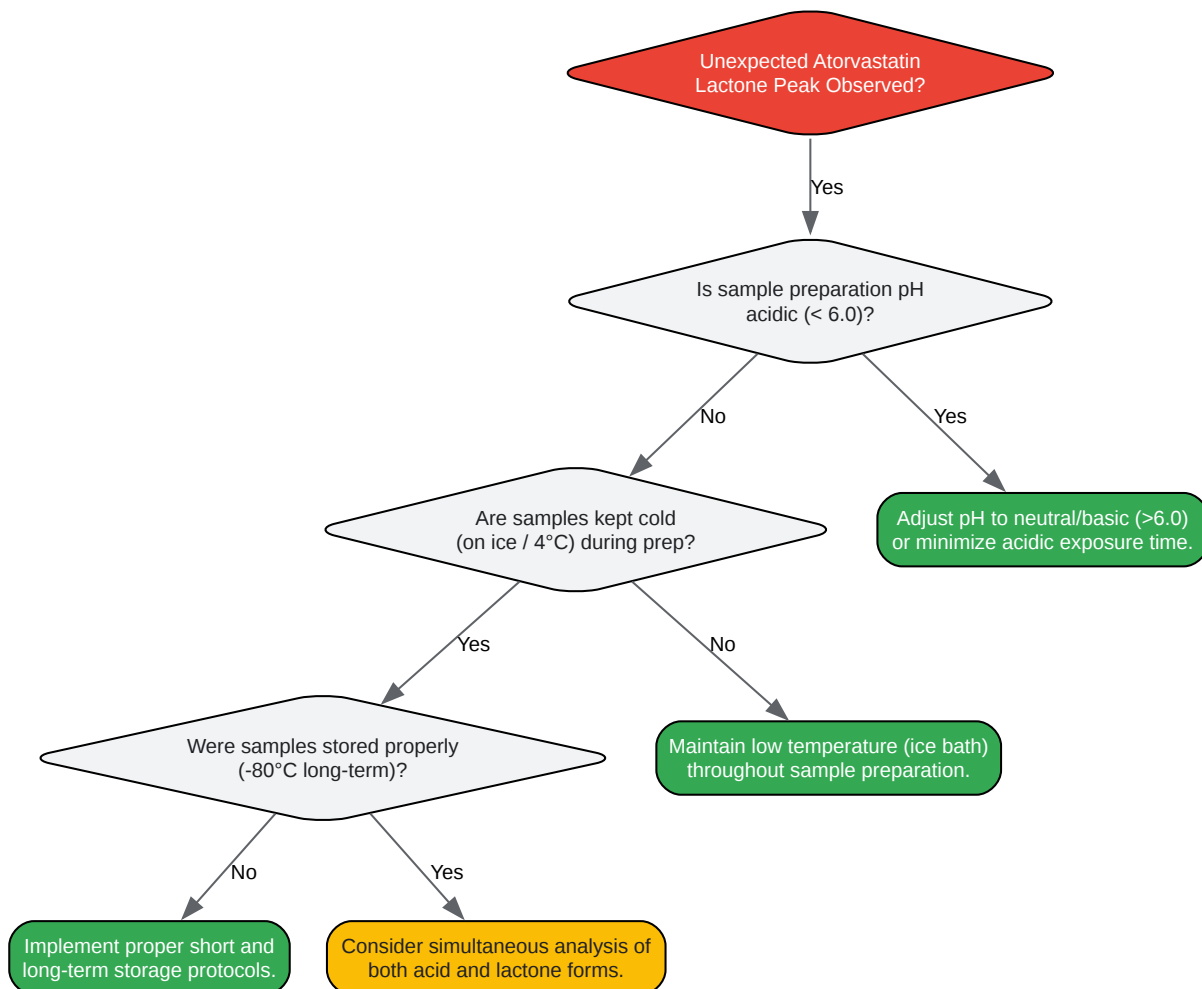 Unexpected Atorvastatin
Lactone Peak Observed?
Yes
Is sample preparation pH
acidic (< 6.0)?
No
Yes
Are samples kept cold
(on ice / 4°C) during prep?
Adjust pH to neutral/basic (>6.0)
or minimize acidic exposure time.
Yes
No
Were samples stored properly
(-80°C long-term)?
Maintain low temperature (ice bath)
throughout sample preparation.
No
Yes
Implement proper short and
long-term storage protocols.
Consider simultaneous analysis of
both acid and lactone forms.